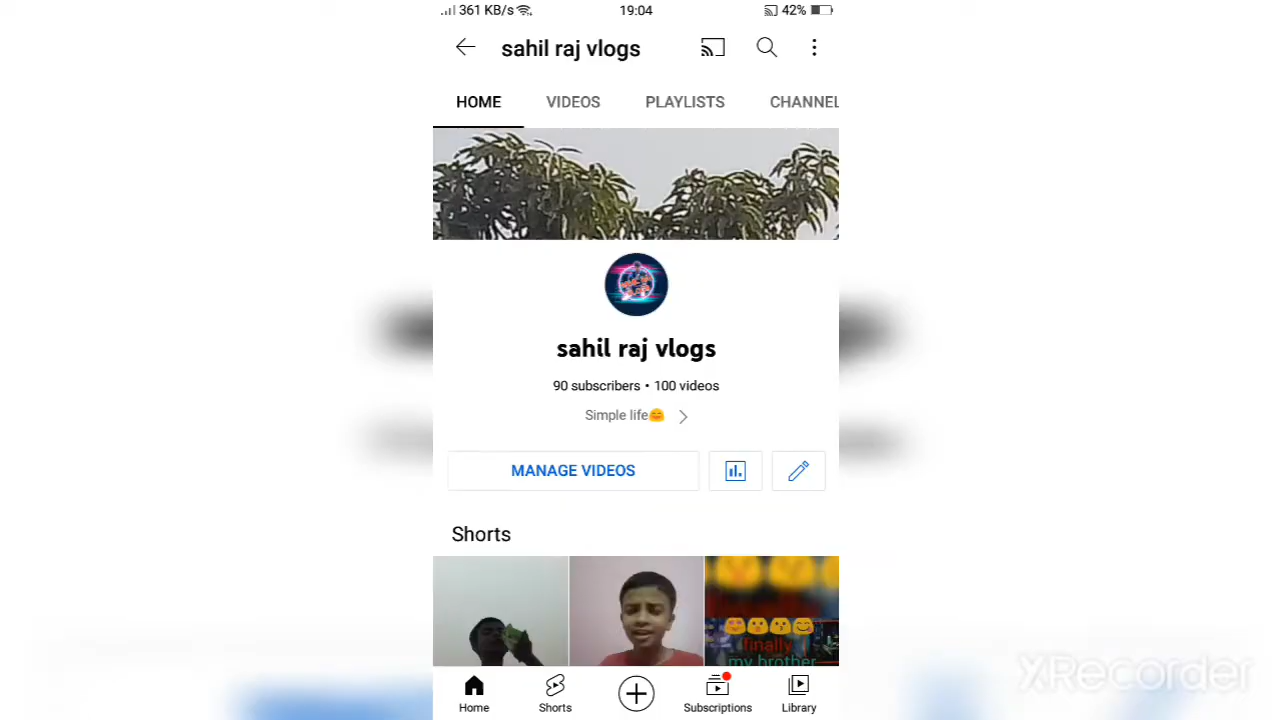 361 KB/s 19:04 42%
sahil raj vlogs
HOME VIDEOS PLAYLISTS CHANNEL
sahil raj vlogs
90 subscribers • 100 videos
Simple life🤗
MANAGE VIDEOS
Shorts
finally
my brother
Home Shorts Subscriptions Library
XRecorder